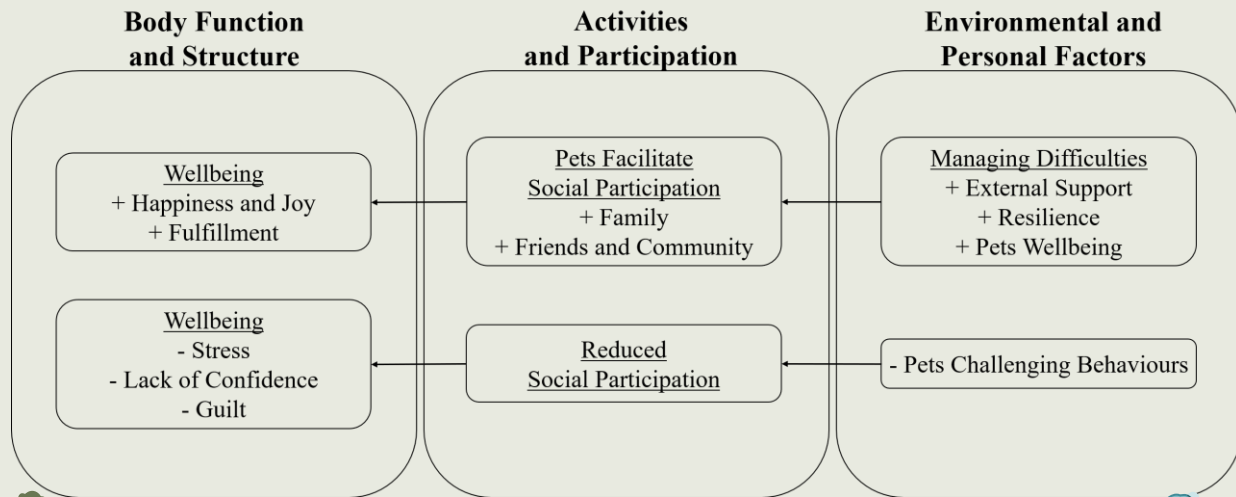 Body Function
and Structure
Activities
and Participation
Environmental and
Personal Factors
Wellbeing
+ Happiness and Joy
+ Fulfillment
Pets Facilitate
Social Participation
+ Family
+ Friends and Community
Managing Difficulties
+ External Support
+ Resilience
+ Pets Wellbeing
Wellbeing
- Stress
- Lack of Confidence
- Guilt
Reduced
Social Participation
- Pets Challenging Behaviours